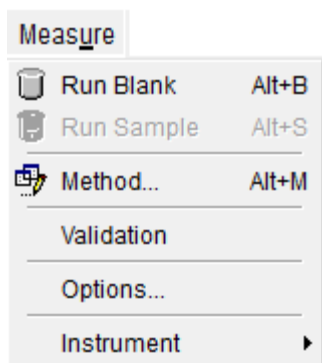 Measure
Run Blank Alt+B
Run Sample Alt+S
Method... Alt+M
Validation
Options...
Instrument